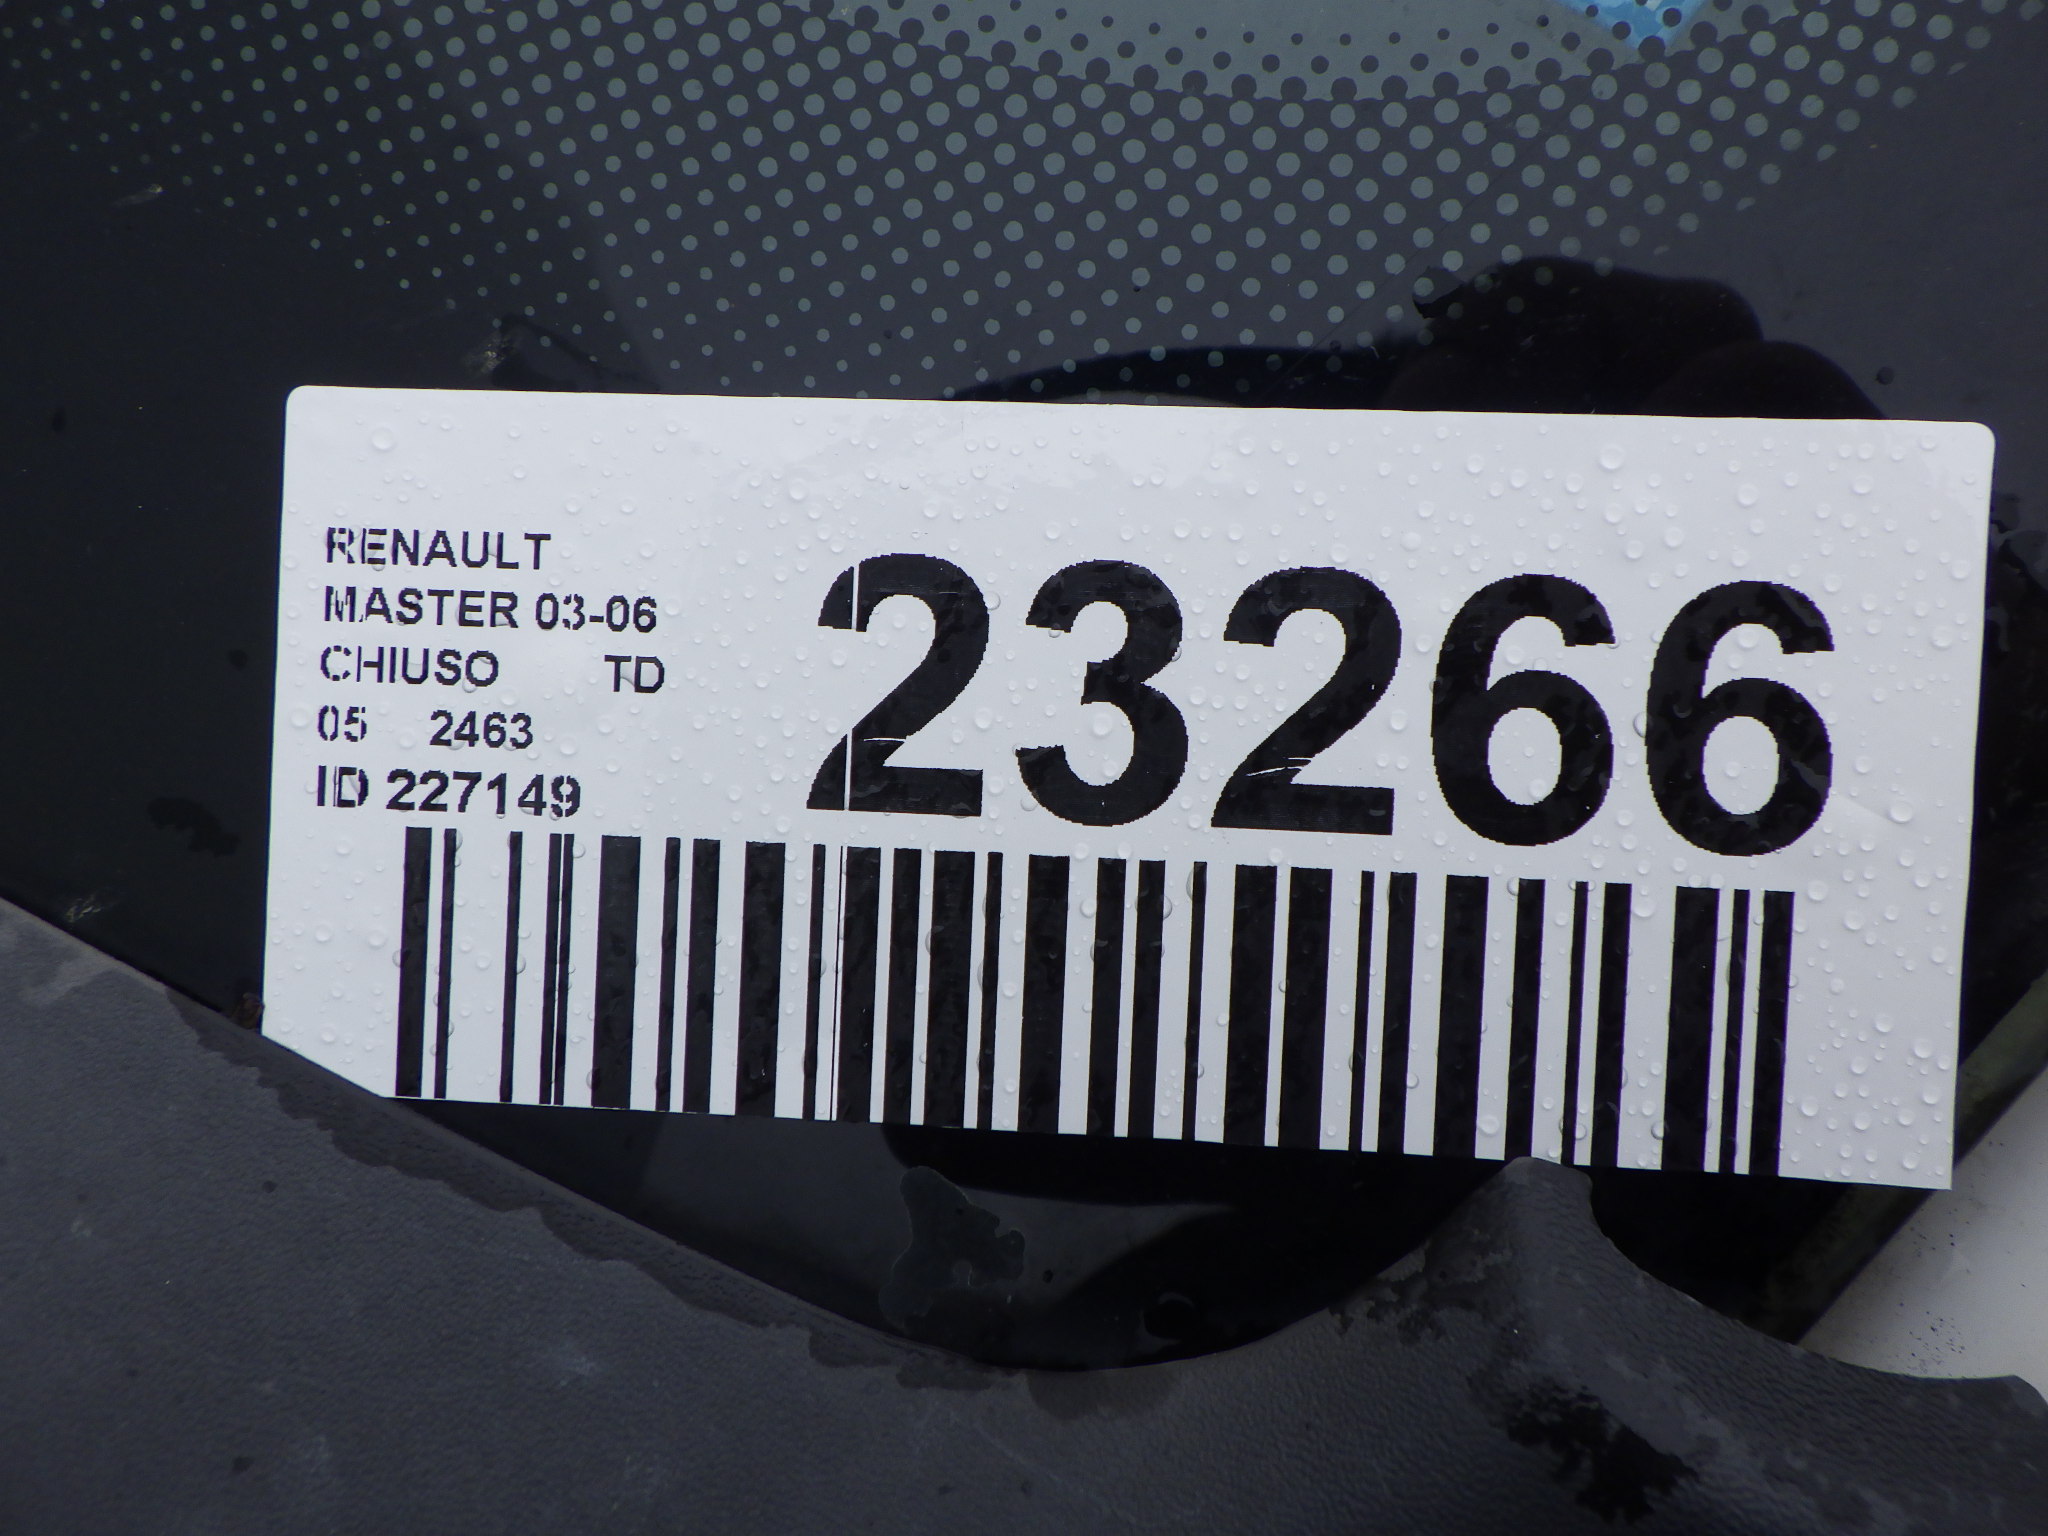 RENAULT
MASTER 03-06
CHIUSO TD
05 2463
ID 227149
23266